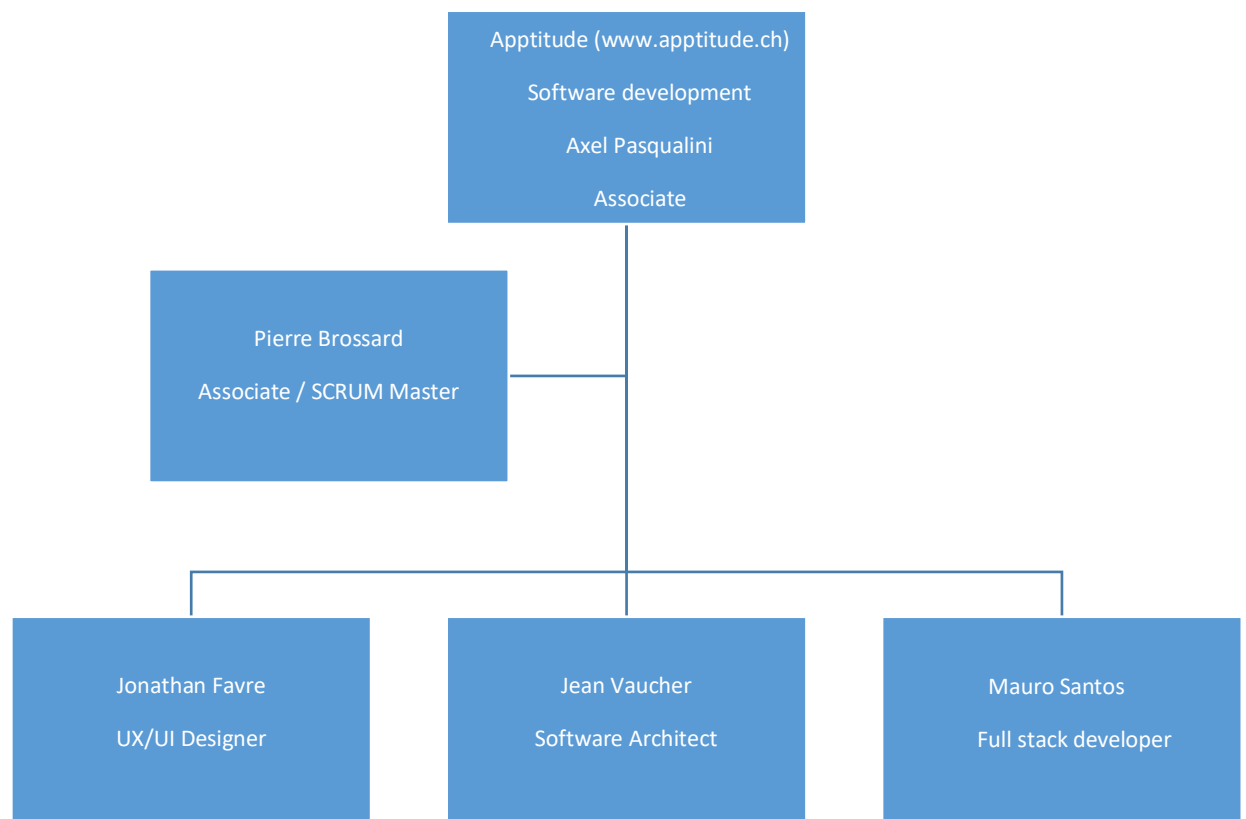 Apptitude (www.apptitude.ch)
Software development
Axel Pasqualini
Associate
Pierre Brossard
Associate / SCRUM Master
Jonathan Favre
UX/UI Designer
Jean Vaucher
Software Architect
Mauro Santos
Full stack developer